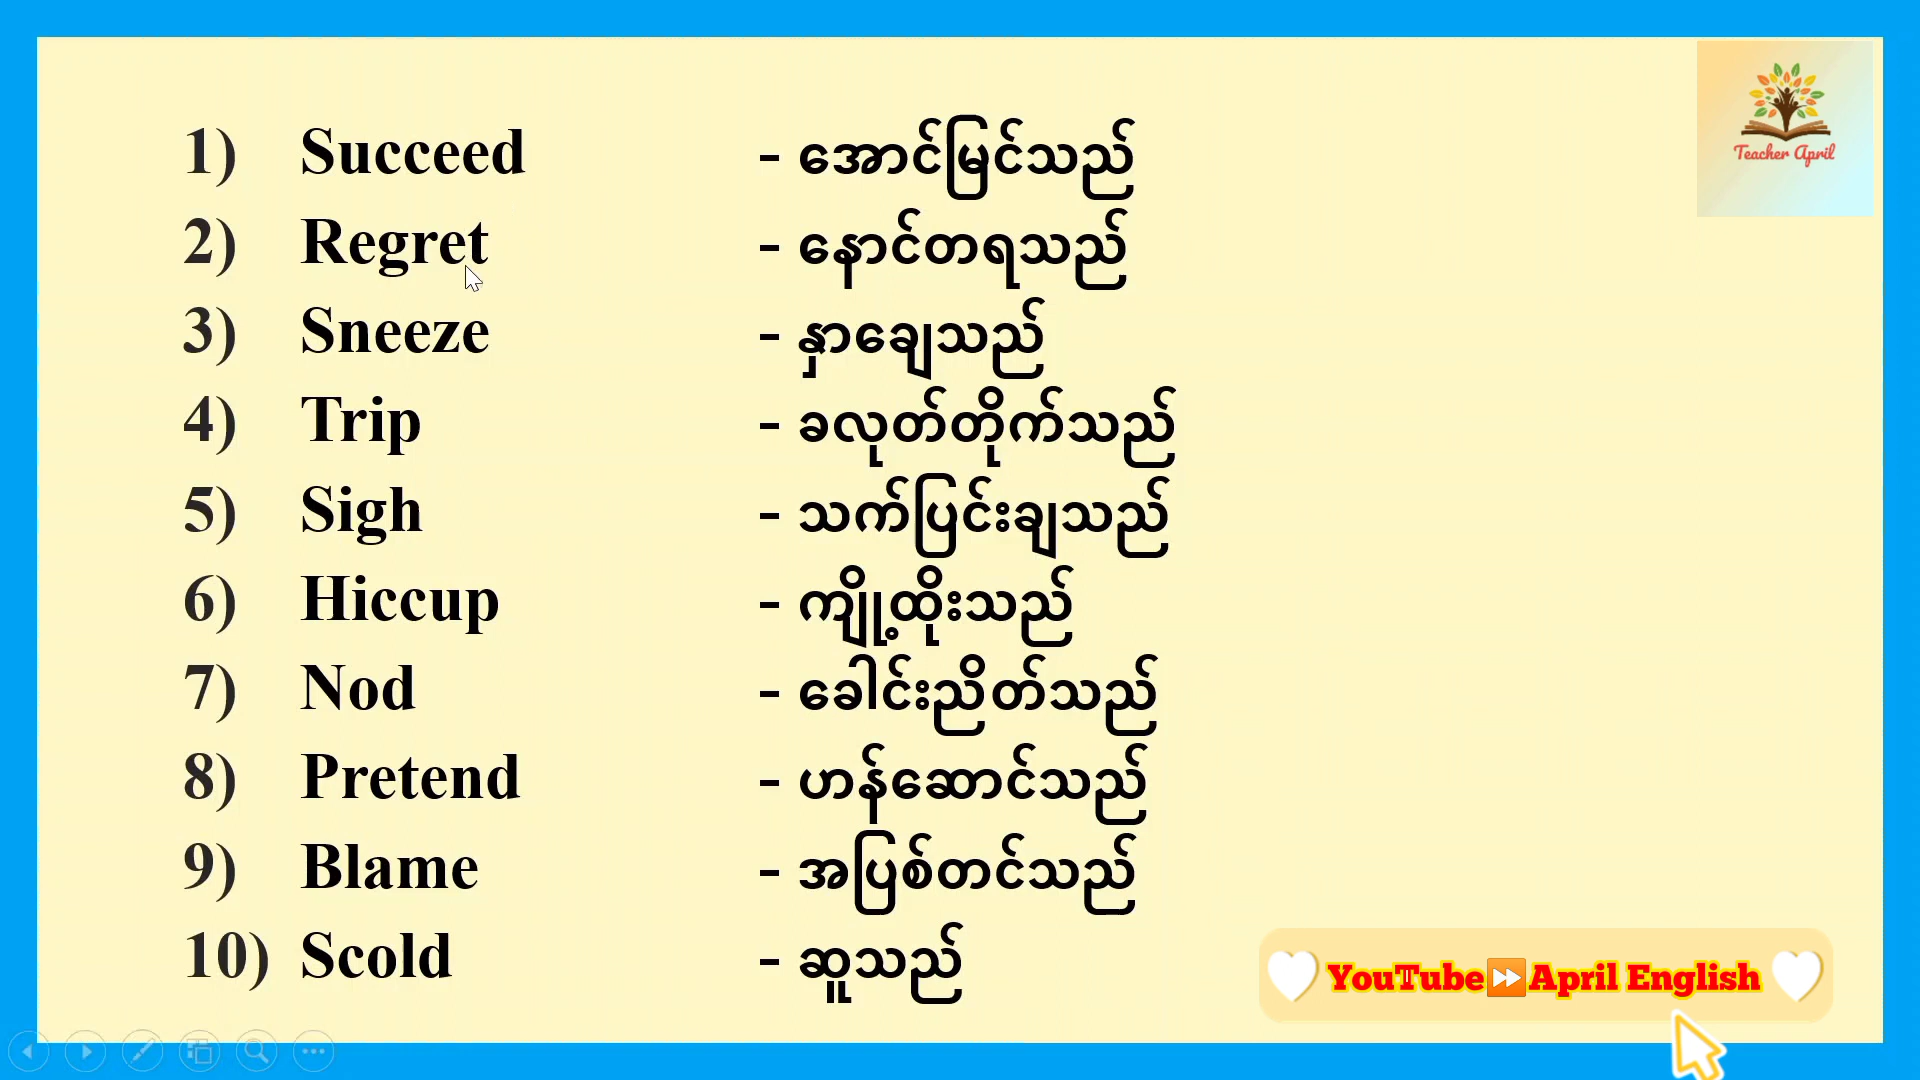 Teacher April
1) Succeed - အောင်မြင်သည်
2) Regret - နောင်တရသည်
3) Sneeze - နှာချေသည်
4) Trip - ခလုတ်တိုက်သည်
5) Sigh - သက်ပြင်းချသည်
6) Hiccup - ကျို့ထိုးသည်
7) Nod - ခေါင်းညိတ်သည်
8) Pretend - ဟန်ဆောင်သည်
9) Blame - အပြစ်တင်သည်
10) Scold - ဆူသည်
YouTube⏩April English